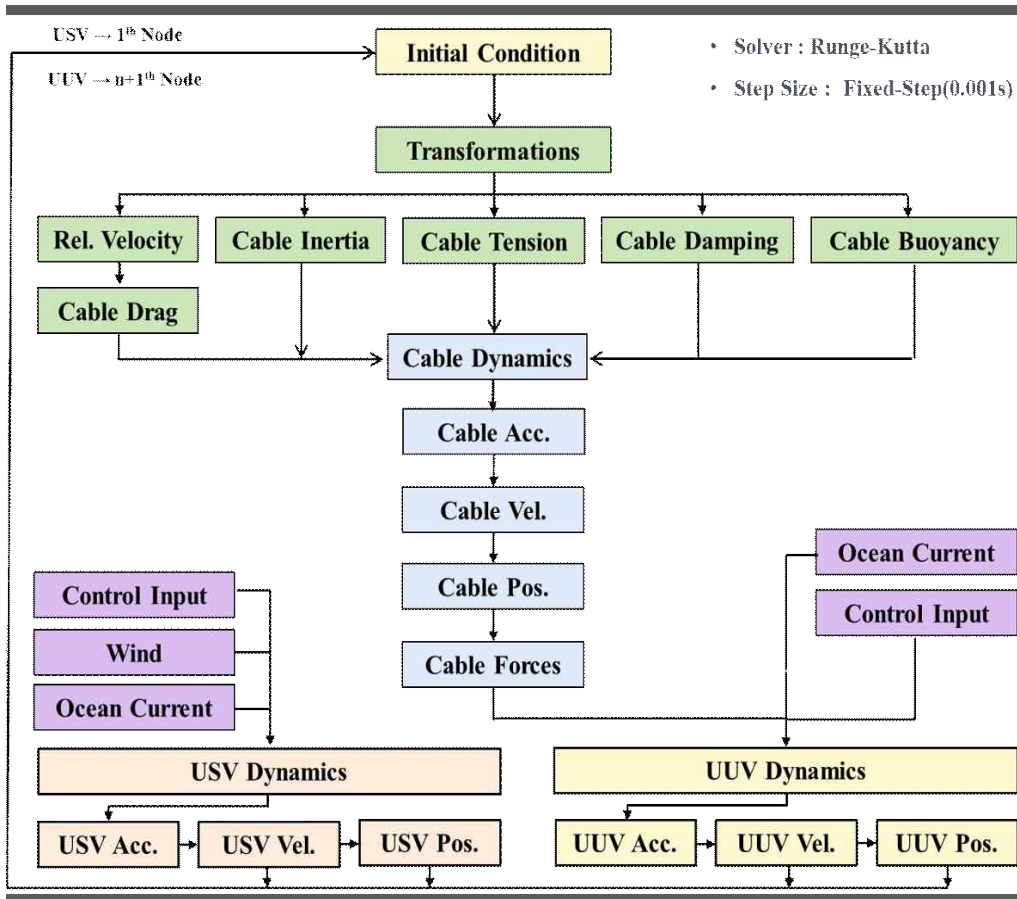 USV → 1th Node
UUV → n+1th Node
Initial Condition
• Solver : Runge-Kutta
• Step Size : Fixed-Step(0.001s)
Transformations
Rel. Velocity
Cable Inertia
Cable Tension
Cable Damping
Cable Buoyancy
Cable Drag
Cable Dynamics
Cable Acc.
Cable Vel.
Cable Pos.
Cable Forces
Ocean Current
Control Input
Control Input
Wind
Ocean Current
USV Dynamics
UUV Dynamics
USV Acc.
USV Vel.
USV Pos.
UUV Acc.
UUV Vel.
UUV Pos.